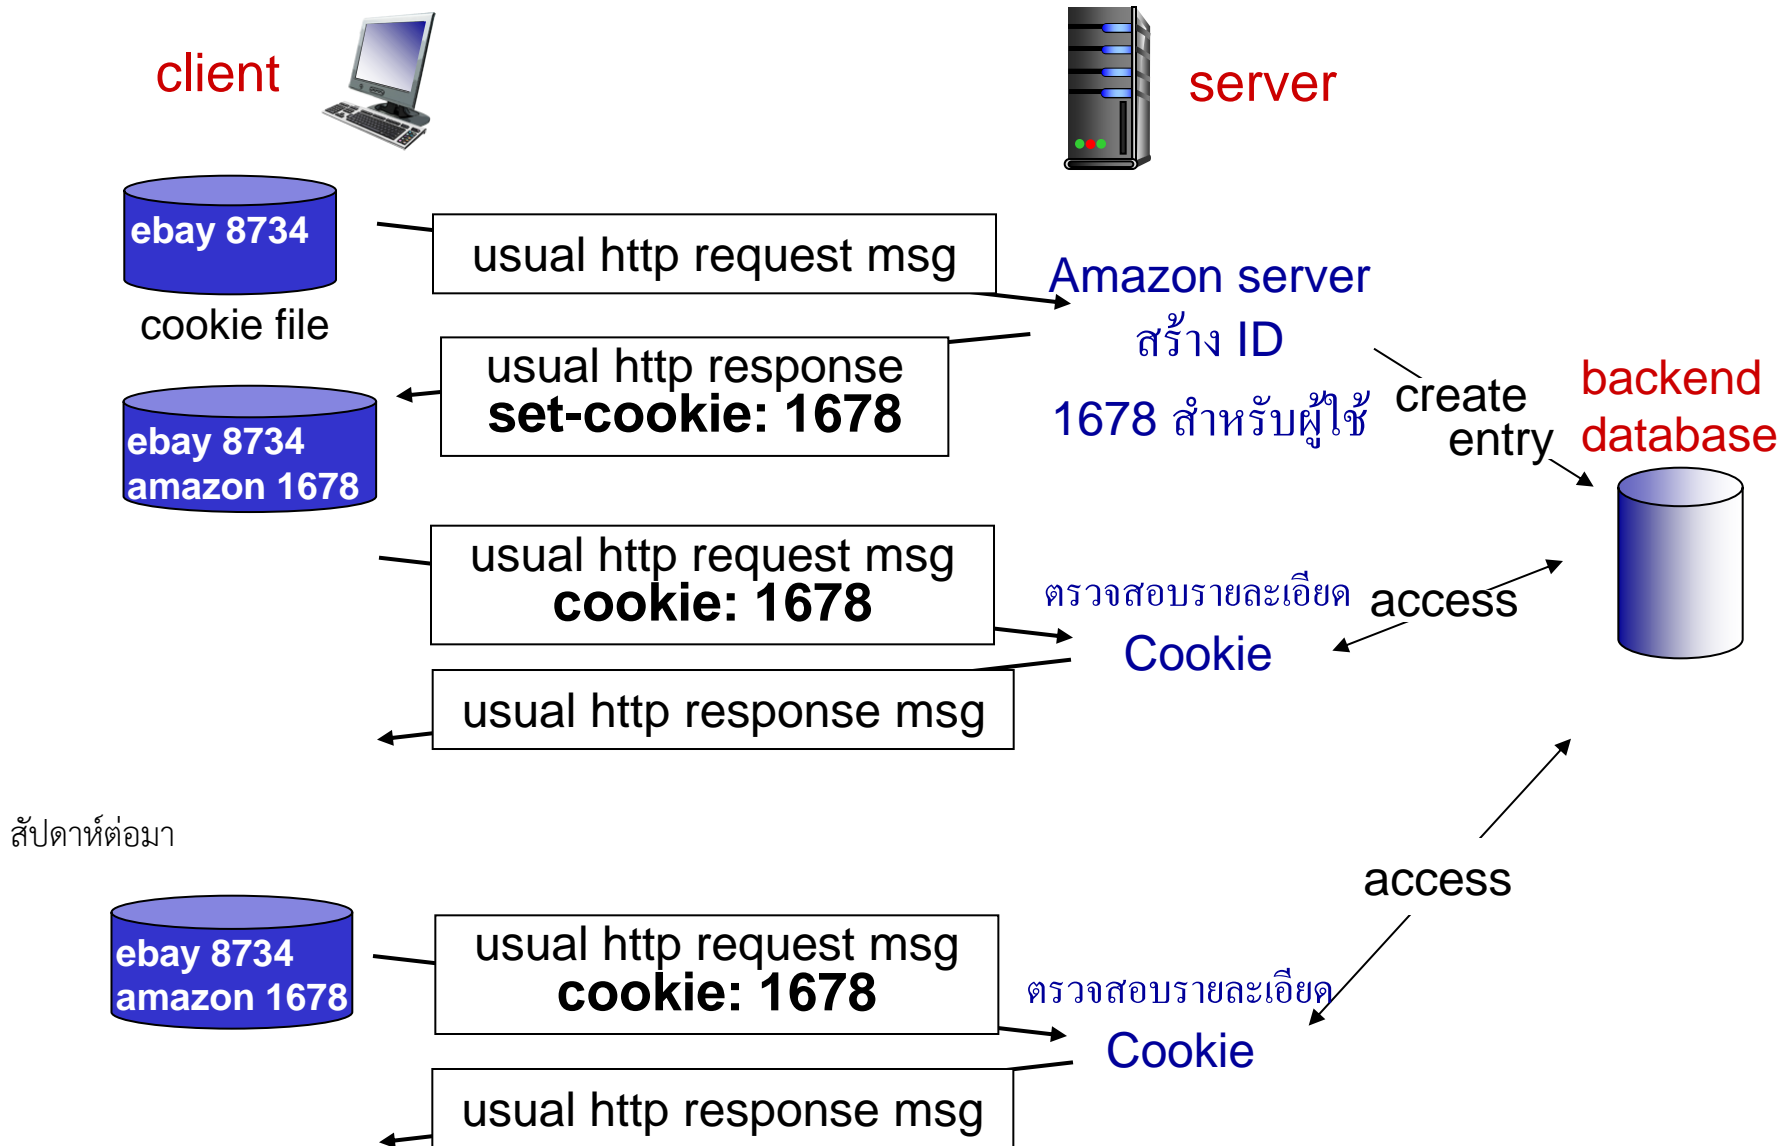 client
server
ebay 8734
usual http request msg
Amazon server
สร้าง ID
1678 สำหรับผู้ใช้
cookie file
usual http response
set-cookie: 1678
create
entry
backend
database
ebay 8734
amazon 1678
usual http request msg
cookie: 1678
ตรวจสอบรายละเอียด
Cookie
access
usual http response msg
สัปดาห์ต่อมา
access
ebay 8734
amazon 1678
usual http request msg
cookie: 1678
ตรวจสอบรายละเอียด
Cookie
usual http response msg